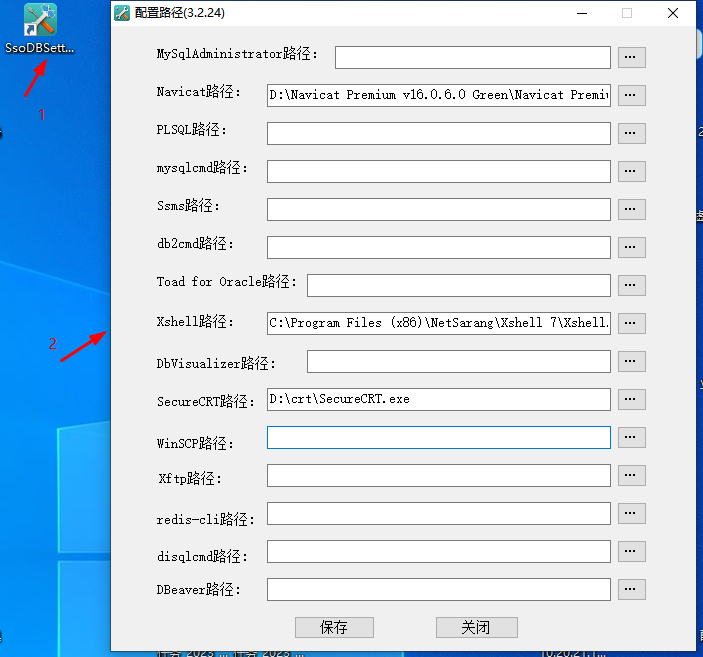 配置路径(3.2.24)
SsoDBSett...
1
MySqlAdministrator路径:
...
Navicat路径:
D:\Navicat Premium v16.0.6.0 Green\Navicat Premiu
...
PLSQL路径:
...
mysqlcmd路径:
...
Ssms路径:
...
db2cmd路径:
...
Toad for Oracle路径:
...
2
Xshell路径:
C:\Program Files (x86)\NetSarang\Xshell 7\Xshell.
...
DbVisualizer路径:
...
SecureCRT路径:
D:\crt\SecureCRT.exe
...
WinSCP路径:
...
Xftp路径:
...
redis-cli路径:
...
disqlcmd路径:
...
DBeaver路径:
...
保存
关闭